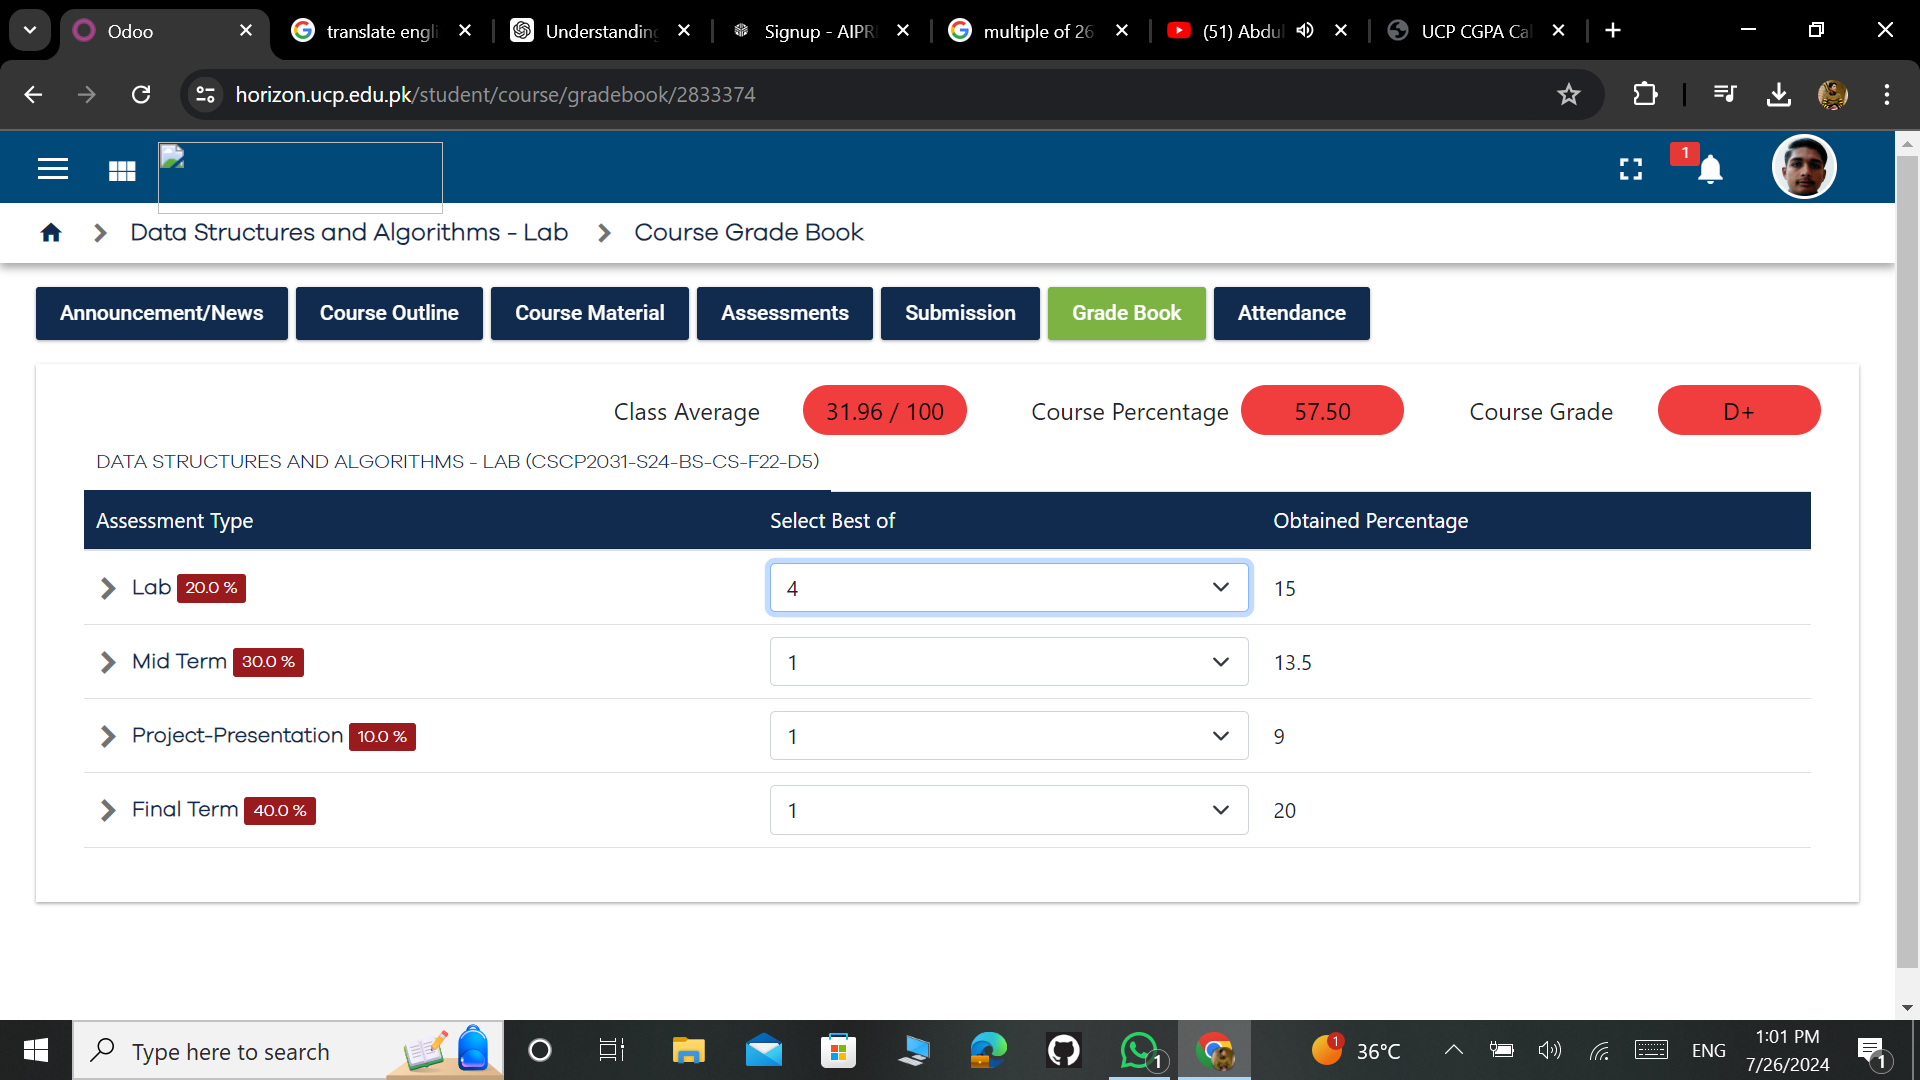 Odoo
translate engli
Understanding
Signup - AIPR
multiple of 26
(51) Abdul
UCP CGPA Cal
horizon.ucp.edu.pk/student/course/gradebook/2833374
1
Data Structures and Algorithms - Lab
Course Grade Book
Announcement/News
Course Outline
Course Material
Assessments
Submission
Grade Book
Attendance
Class Average 31.96 / 100 Course Percentage 57.50 Course Grade D+
DATA STRUCTURES AND ALGORITHMS - LAB (CSCP2031-S24-BS-CS-F22-D5)
Assessment Type Select Best of Obtained Percentage
Lab 20.0 % 4 15
Mid Term 30.0 % 1 13.5
Project-Presentation 10.0 % 1 9
Final Term 40.0 % 1 20
Type here to search
1
1
36°C
ENG
1:01 PM
7/26/2024
1